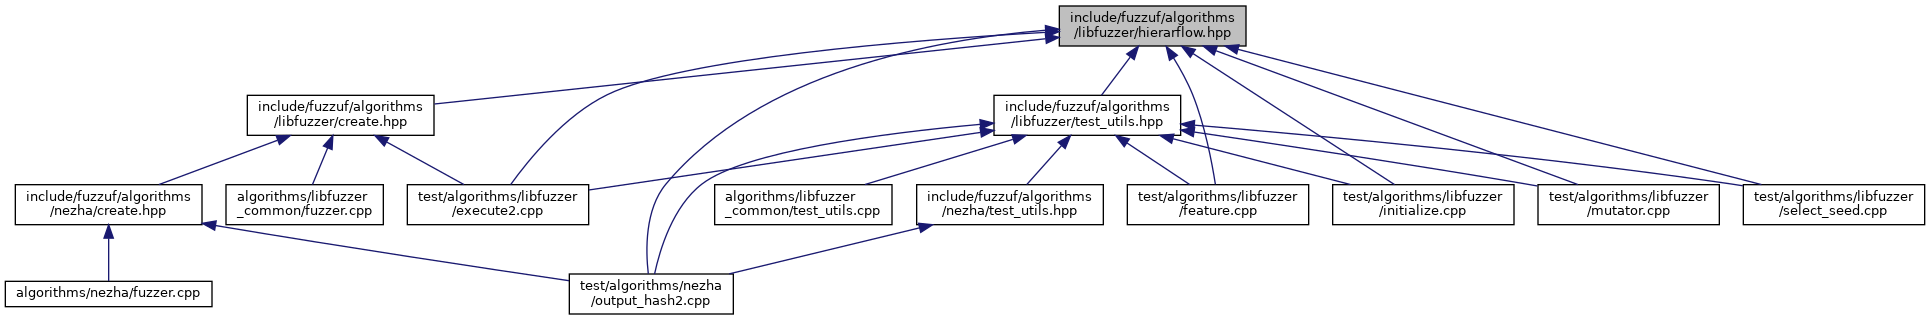 include/fuzzuf/algorithms
/libfuzzer/hierarflow.hpp
include/fuzzuf/algorithms
/libfuzzer/create.hpp
include/fuzzuf/algorithms
/libfuzzer/test_utils.hpp
include/fuzzuf/algorithms
/nezha/create.hpp
algorithms/libfuzzer
_common/fuzzer.cpp
test/algorithms/libfuzzer
/execute2.cpp
algorithms/libfuzzer
_common/test_utils.cpp
include/fuzzuf/algorithms
/nezha/test_utils.hpp
test/algorithms/libfuzzer
/feature.cpp
test/algorithms/libfuzzer
/initialize.cpp
test/algorithms/libfuzzer
/mutator.cpp
test/algorithms/libfuzzer
/select_seed.cpp
algorithms/nezha/fuzzer.cpp
test/algorithms/nezha
/output_hash2.cpp